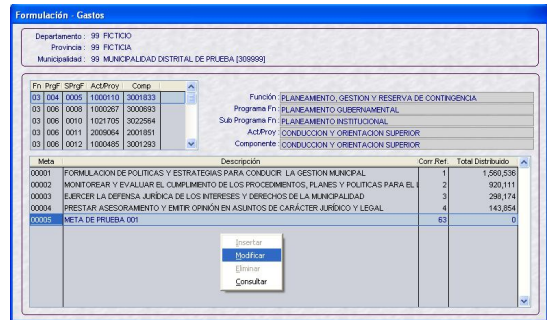 Formulación - Gastos
Departamento : 99 FICTICIO
Provincia : 99 FICTICIA
Municipalidad : 99 MUNICIPALIDAD DISTRITAL DE PRUEBA [309999]
Fn PrgF SPrgF Act/Proy Comp
03 004 0005 1000110 3001833
03 006 0008 1000267 3000693
03 006 0010 1021705 3022564
03 006 0011 2009064 2001851
03 006 0012 1000485 3001293
Función : PLANEAMIENTO, GESTION Y RESERVA DE CONTINGENCIA
Programa Fn : PLANEAMIENTO GUBERNAMENTAL
Sub Programa Fn : PLANEAMIENTO INSTITUCIONAL
Act/Proy : CONDUCCION Y ORIENTACION SUPERIOR
Componente : CONDUCCION Y ORIENTACION SUPERIOR
Meta Descripción Corr Ref. Total Distribuido
00001 FORMULACION DE POLITICAS Y ESTRATEGIAS PARA CONDUCIR LA GESTION MUNICIPAL 1 1,560,536
00002 MONITOREAR Y EVALUAR EL CUMPLIMIENTO DE LOS PROCEDIMIENTOS, PLANES Y POLITICAS PARA EL 2 920,111
00003 EJERCER LA DEFENSA JURÍDICA DE LOS INTERESES Y DERECHOS DE LA MUNICIPALIDAD 3 298,174
00004 PRESTAR ASESORAMIENTO Y EMITIR OPINIÓN EN ASUNTOS DE CARÁCTER JURÍDICO Y LEGAL 4 143,854
00005 META DE PRUEBA 001 63 0
Insertar
Modificar
Eliminar
Consultar